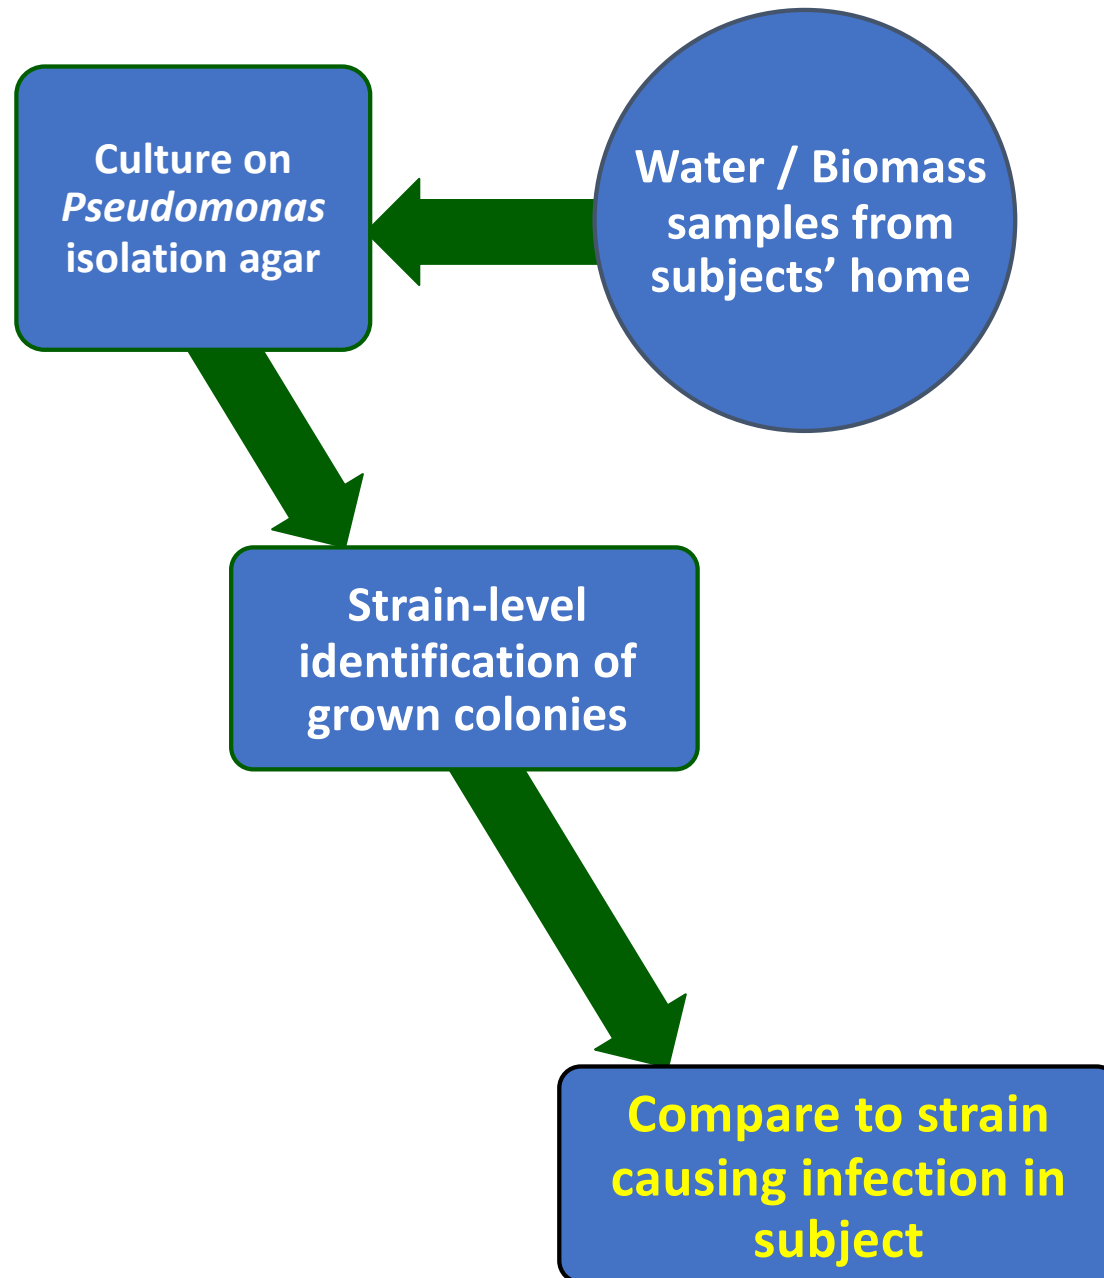 Culture on
Pseudomonas
isolation agar
Water / Biomass
samples from
subjects’ home
Strain-level
identification of
grown colonies
Compare to strain
causing infection in
subject